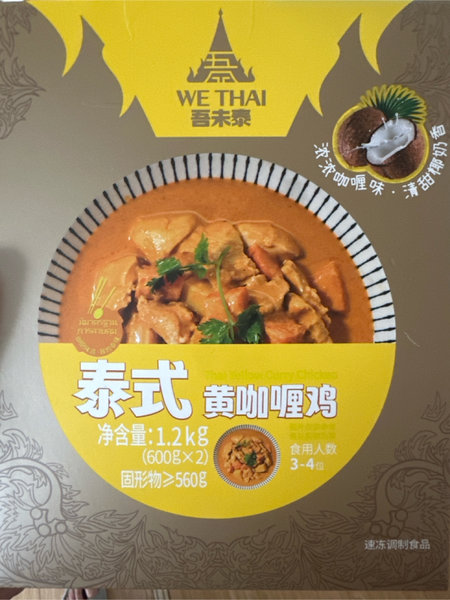 WE THAI
吾未泰
浓浓咖喱味·清甜椰奶香
Thai Yellow Curry Chicken
泰式 黄咖喱鸡
净含量:1.2kg
(600g×2)
固形物≥560g
食用人数
3-4位
速冻调制食品